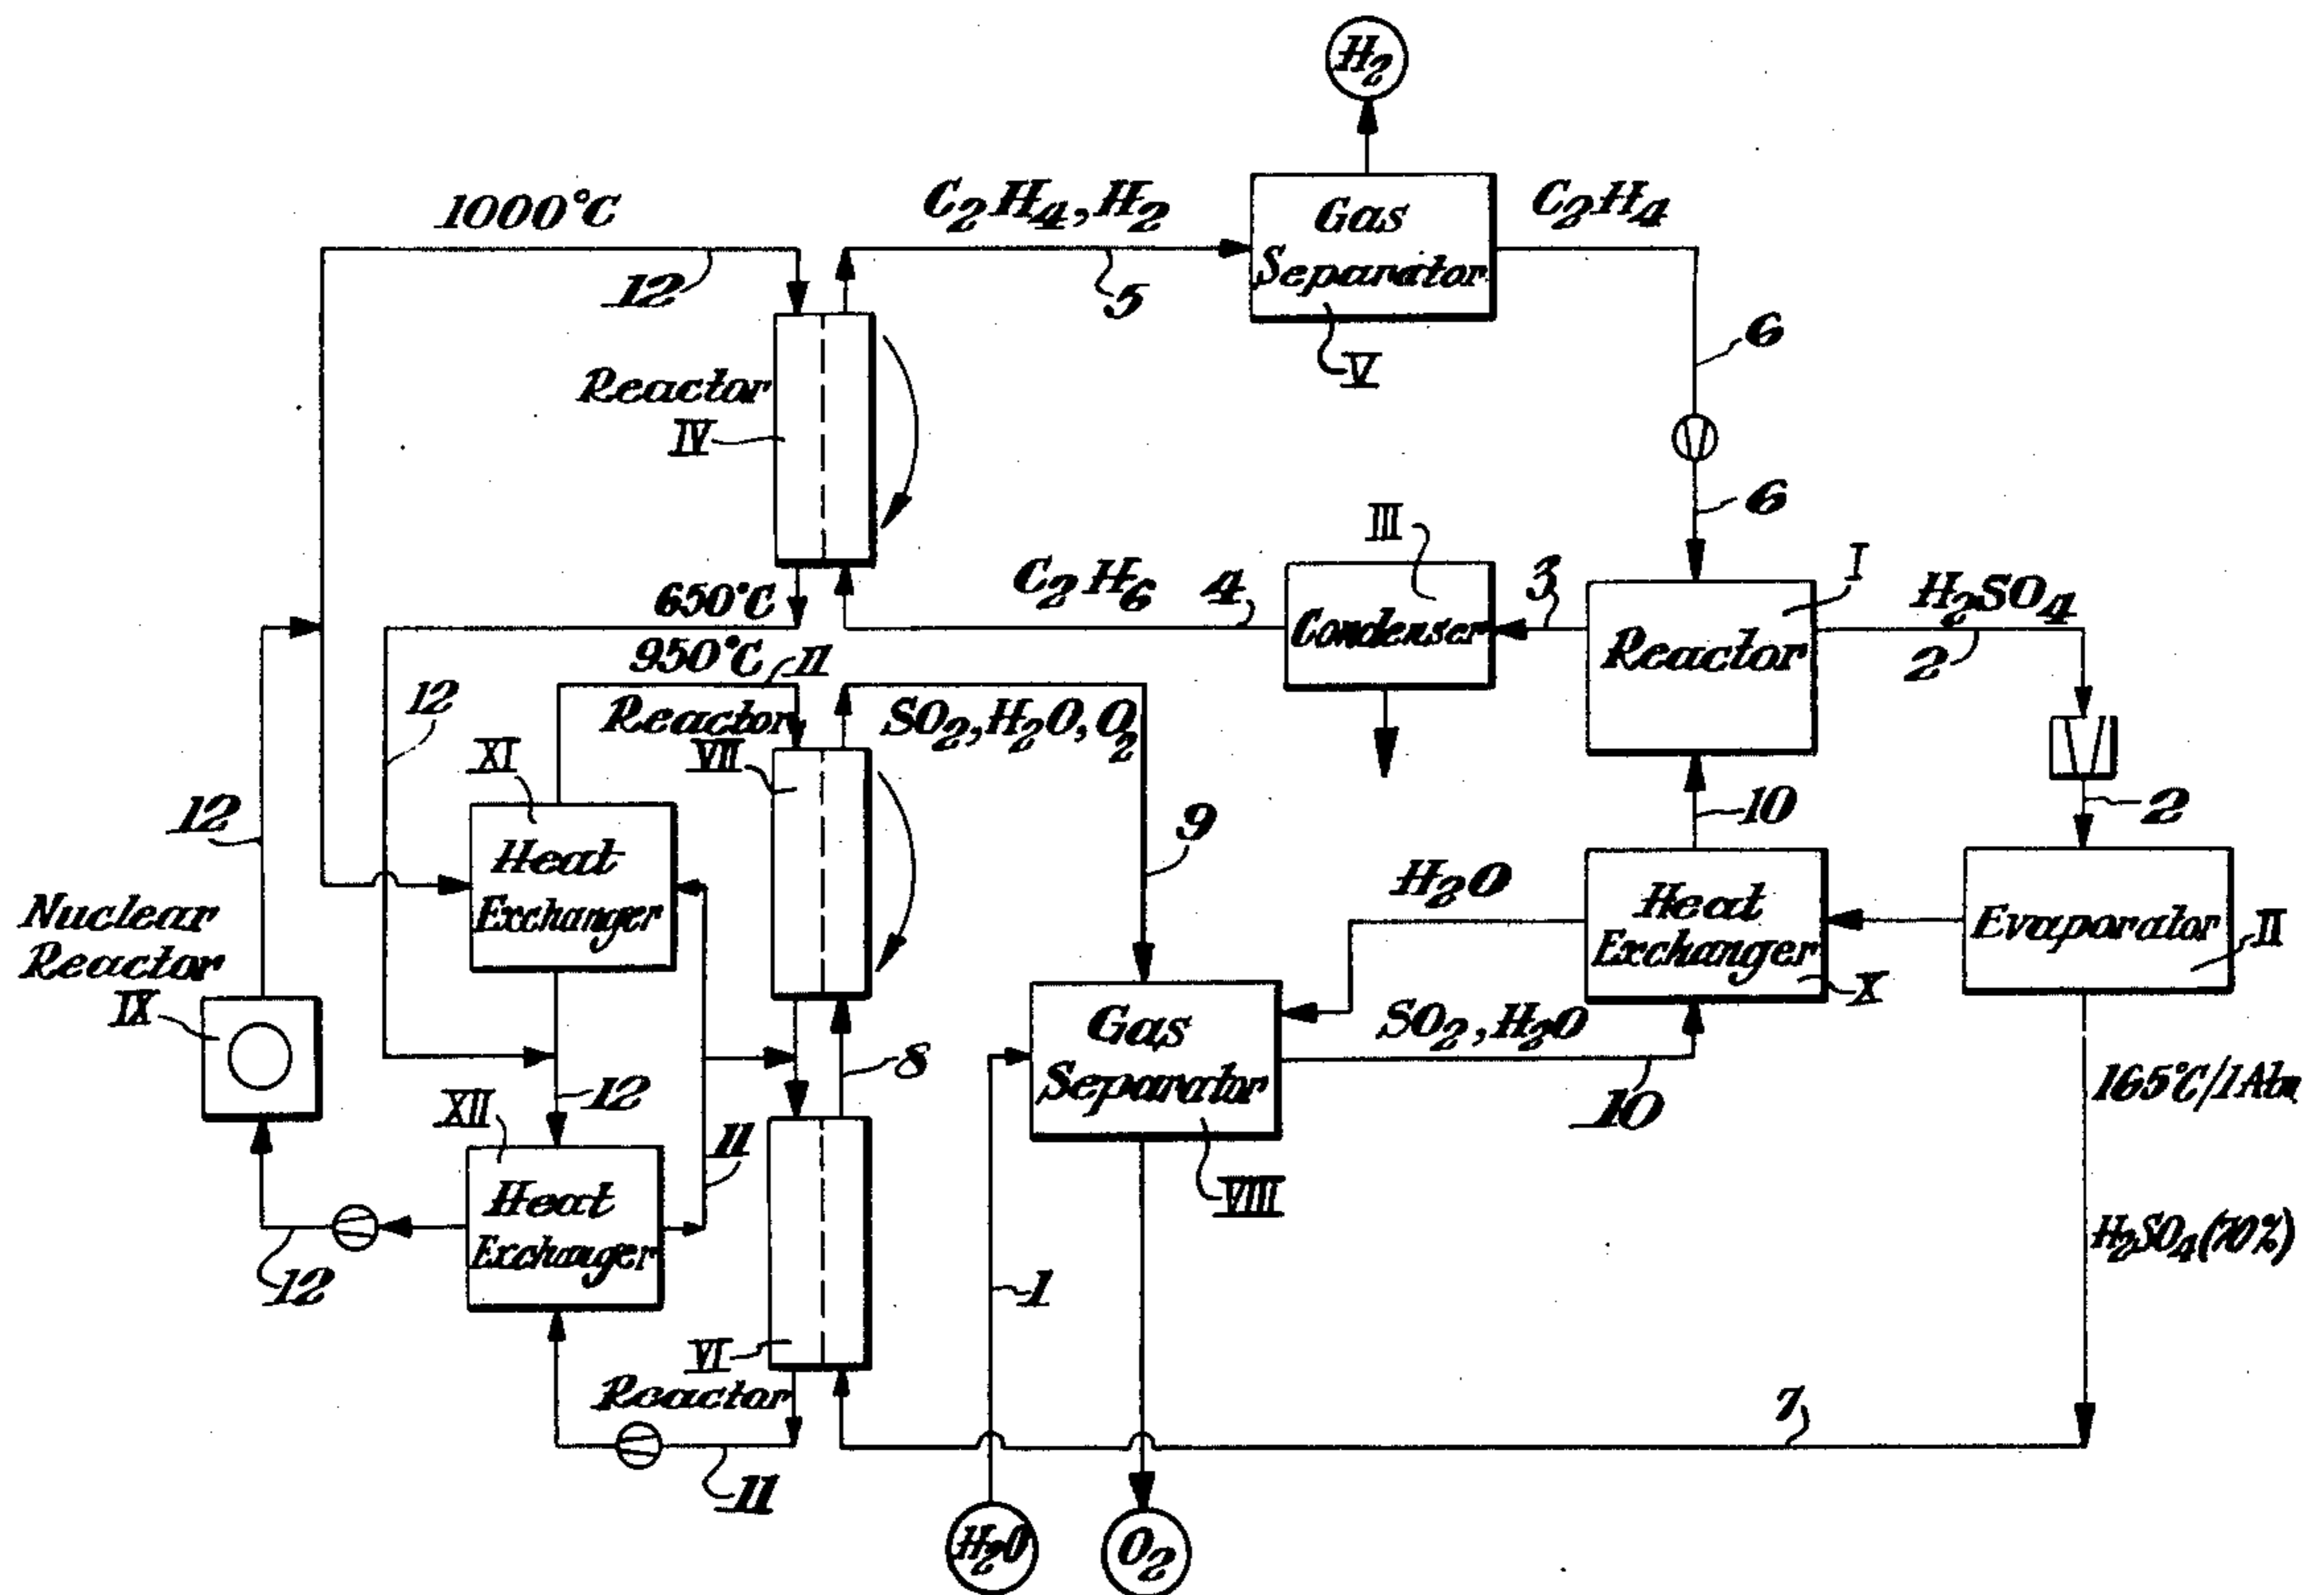 H₂
1000°C
12
C₂H₄, H₂
5
Gas
Separator
V
C₂H₄
6
Reactor
IV
6
III
C₂H₆
4
Condenser
3
Reactor
I
H₂SO₄
2
650°C
950°C
11
12
Reactor
VII
SO₂, H₂O, O₂
XI
Heat
Exchanger
12
9
10
2
H₂O
Heat
Exchanger
X
Evaporator
II
Nuclear
Reactor
IX
Gas
Separator
VIII
SO₂, H₂O
10
8
12
XII
11
165°C/1Atm
Heat
Exchanger
12
H₂SO₄(70%)
1
VI
Reactor
11
7
H₂O
O₂